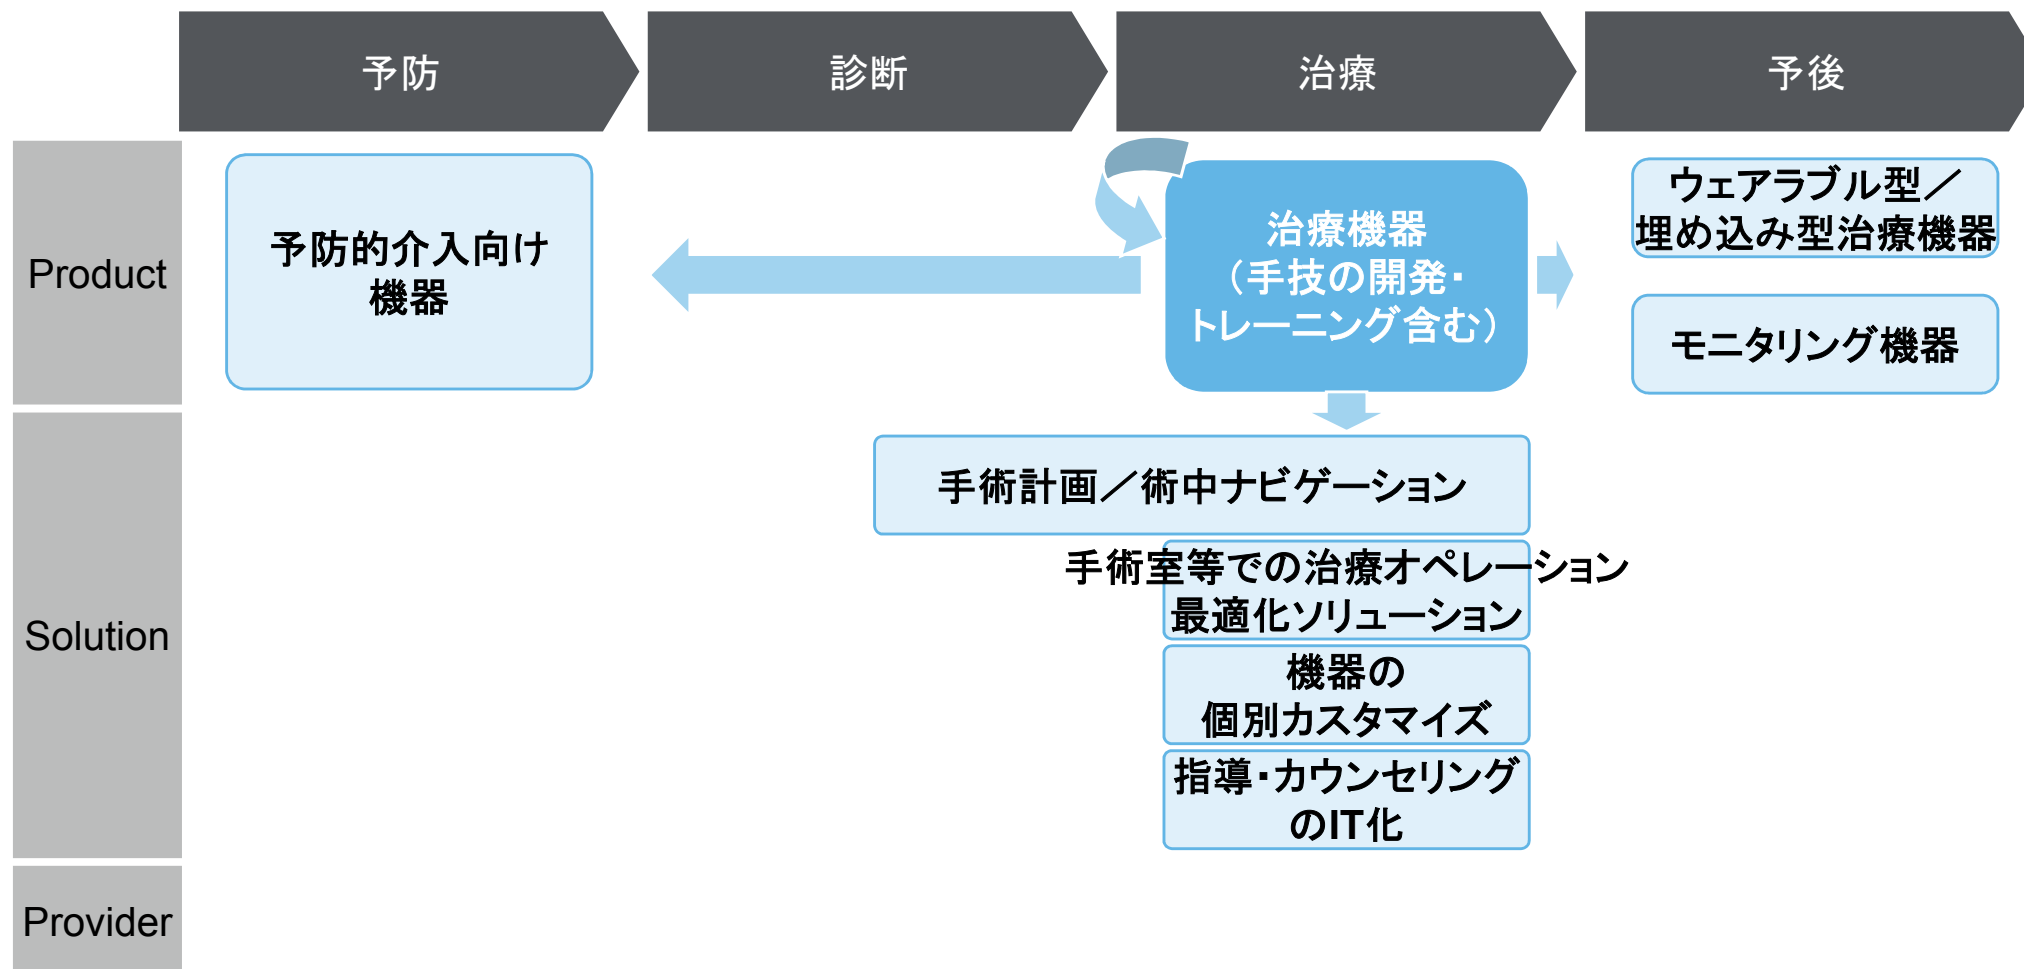 予防
診断
治療
予後
Product
予防的介入向け
機器
治療機器
（手技の開発・
トレーニング含む）
ウェアラブル型／
埋め込み型治療機器
モニタリング機器
Solution
手術計画／術中ナビゲーション
手術室等での治療オペレーション
最適化ソリューション
機器の
個別カスタマイズ
指導・カウンセリング
のIT化
Provider